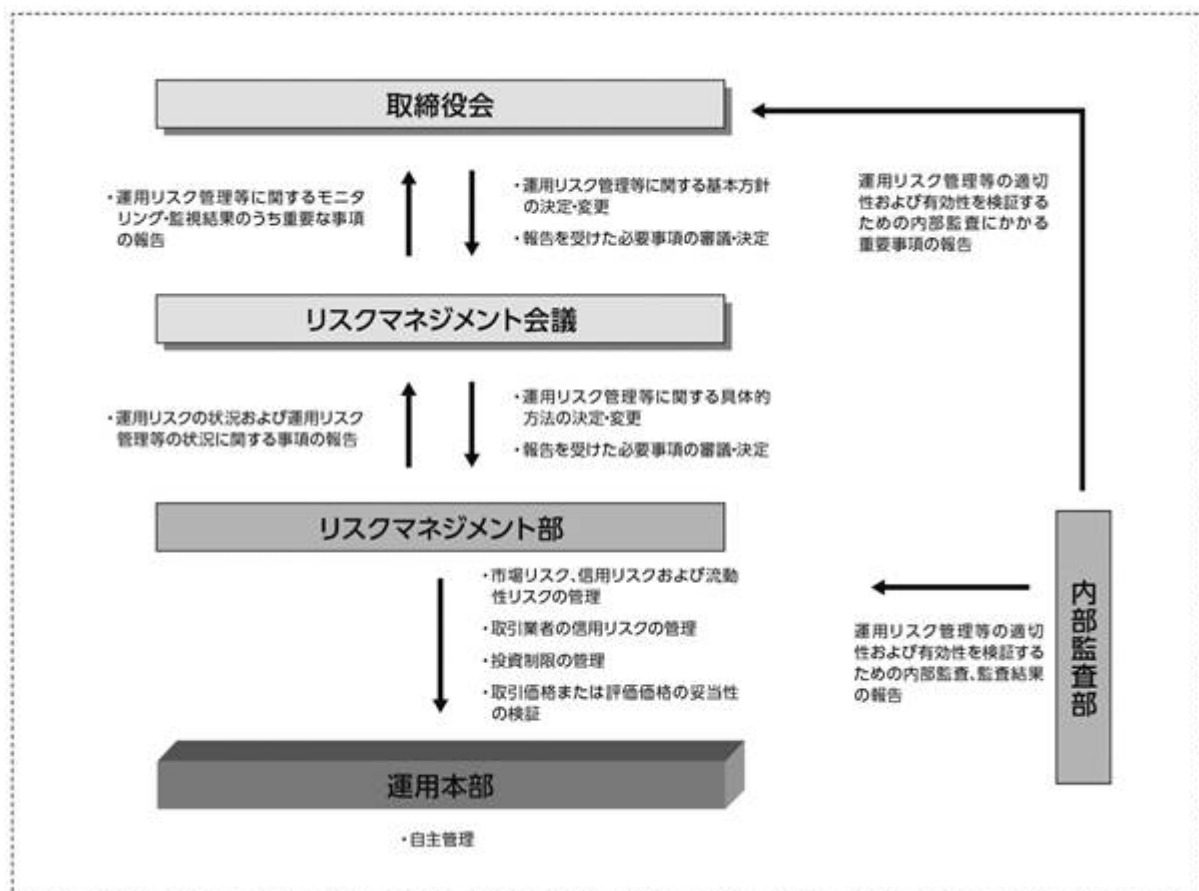 取締役会
・運用リスク管理等に関するモニタ
リング・監視結果のうち重要な事項
の報告
・運用リスク管理等に関する基本方針
の決定・変更
・報告を受けた必要事項の審議・決定
運用リスク管理等の適切
性および有効性を検証する
ための内部監査にかかる
重要事項の報告
リスクマネジメント会議
・運用リスクの状況および運用リスク
管理等の状況に関する事項の報告
・運用リスク管理等に関する具体的
方法の決定・変更
・報告を受けた必要事項の審議・決定
リスクマネジメント部
・市場リスク、信用リスクおよび流動
性リスクの管理
・取引業者の信用リスクの管理
・投資制限の管理
・取引価格または評価価格の妥当性
の検証
運用リスク管理等の適切
性および有効性を検証する
ための内部監査、監査結果
の報告
内部監査部
運用本部
・自主管理